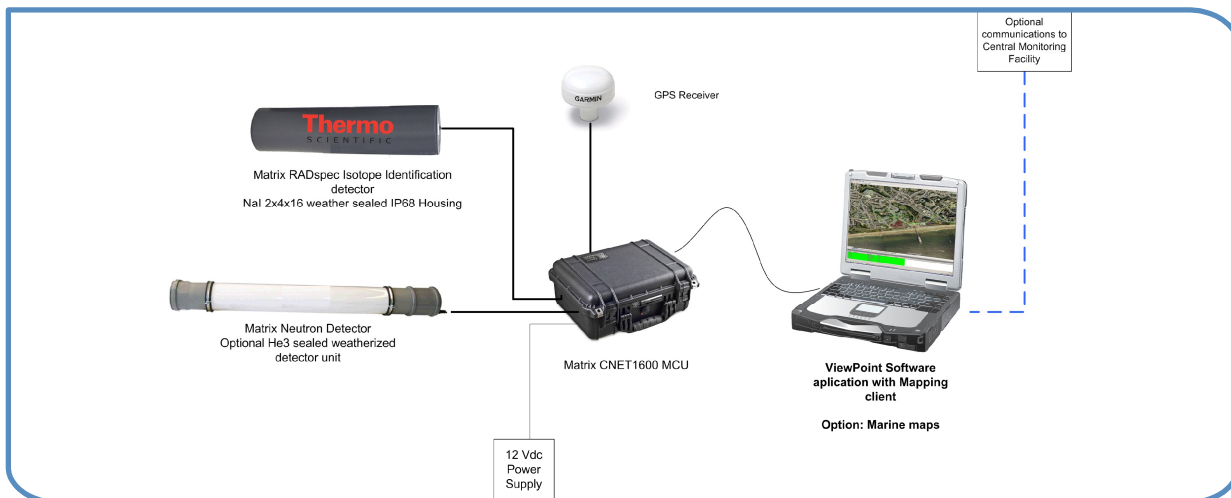 Optional
communications to
Central Monitoring
Facility
GARMIN
GPS Receiver
Thermo
SCIENTIFIC
Matrix RADspec Isotope Identification
detector
NaI 2x4x16 weather sealed IP68 Housing
Matrix Neutron Detector
Optional He3 sealed weatherized
detector unit
Matrix CNET1600 MCU
ViewPoint Software
aplication with Mapping
client
Option: Marine maps
12 Vdc
Power
Supply